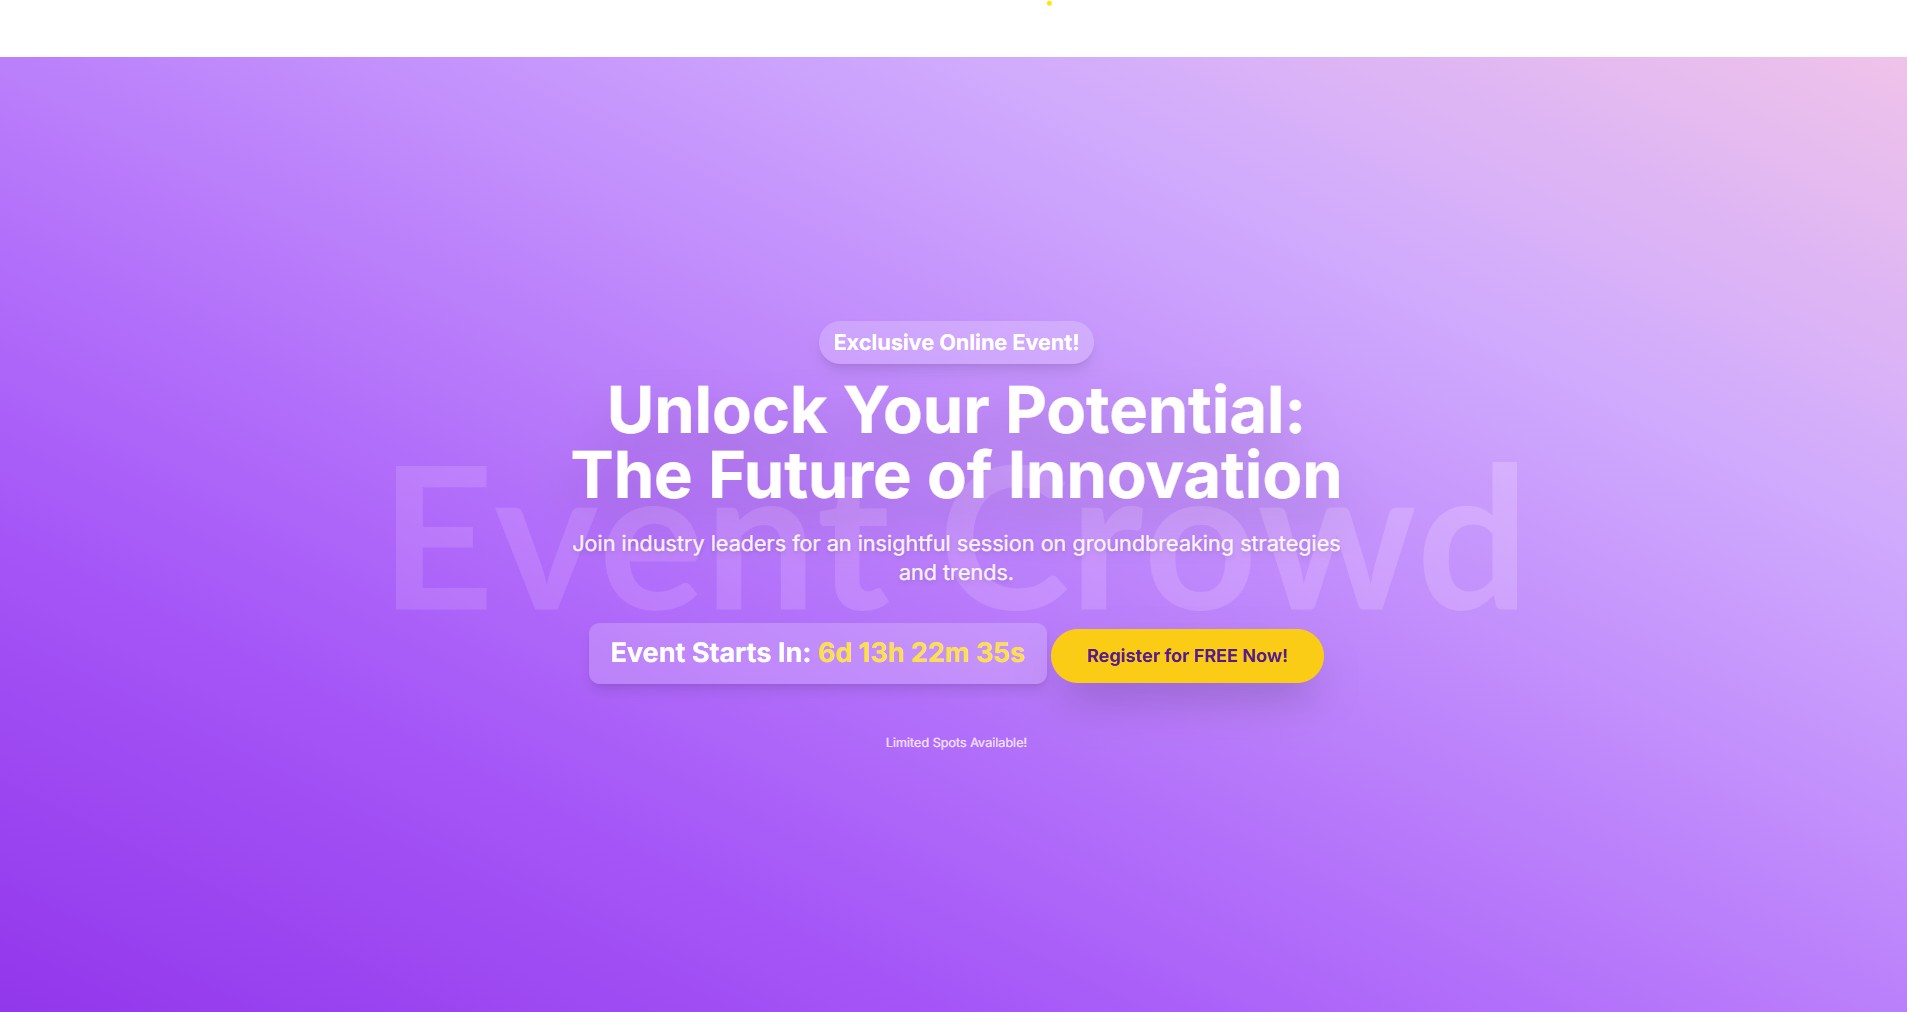 Exclusive Online Event!
Unlock Your Potential:
The Future of Innovation
Event Crowd
Join industry leaders for an insightful session on groundbreaking strategies
and trends.
Event Starts In: 6d 13h 22m 35s
Register for FREE Now!
Limited Spots Available!